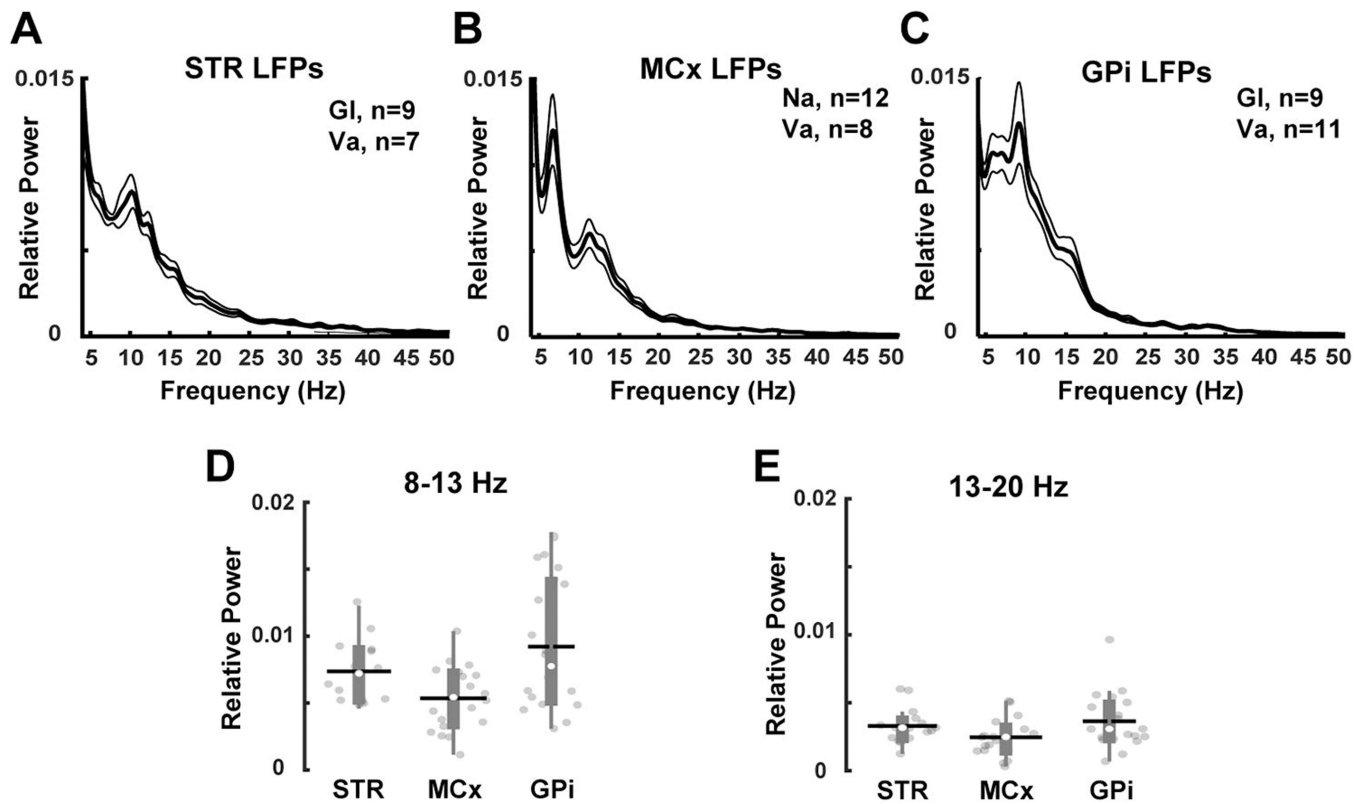 A
STR LFPs
0.015
Relative Power
0
Gl, n=9
Va, n=7
5 10 15 20 25 30 35 40 45 50
Frequency (Hz)
B
MCx LFPs
0.015
Relative Power
0
Na, n=12
Va, n=8
5 10 15 20 25 30 35 40 45 50
Frequency (Hz)
C
GPi LFPs
0.015
Relative Power
0
Gl, n=9
Va, n=11
5 10 15 20 25 30 35 40 45 50
Frequency (Hz)
D
8-13 Hz
0.02
0.01
0
Relative Power
STR MCx GPi
E
13-20 Hz
0.02
0.01
0
Relative Power
STR MCx GPi